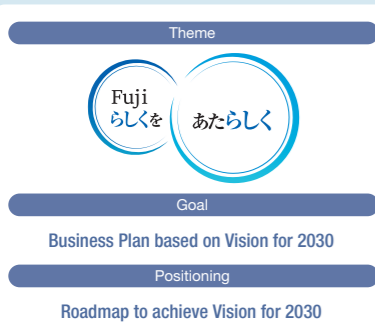 Theme
Fuji
らしくを
あたらしく
Goal
Business Plan based on Vision for 2030
Positioning
Roadmap to achieve Vision for 2030